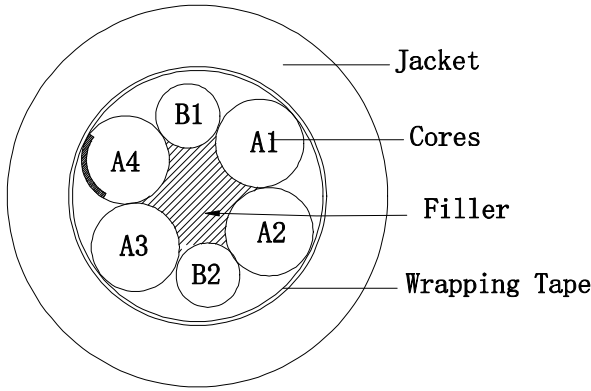 Jacket
B1
A1
Cores
A4
Filler
A2
A3
B2
Wrapping Tape